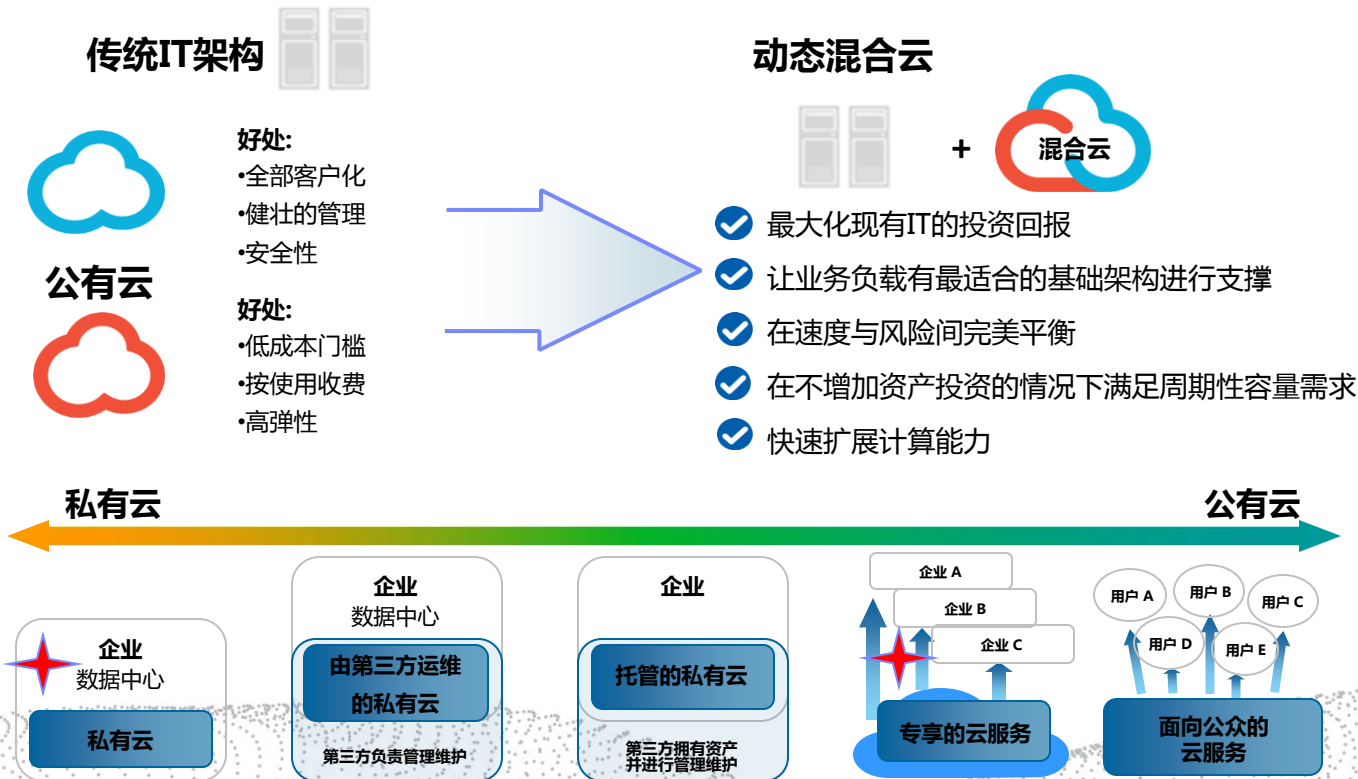 传统IT架构
好处:
•全部客户化
•健壮的管理
•安全性
公有云
好处:
•低成本门槛
•按使用收费
•高弹性
动态混合云
+
混合云
最大化现有IT的投资回报
让业务负载有最适合的基础架构进行支撑
在速度与风险间完美平衡
在不增加资产投资的情况下满足周期性容量需求
快速扩展计算能力
私有云
公有云
企业
数据中心
私有云
企业
数据中心
由第三方运维
的私有云
第三方负责管理维护
企业
托管的私有云
第三方拥有资产
并进行管理维护
企业 A
企业 B
企业 C
专享的云服务
用户 A
用户 B
用户 C
用户 D
用户 E
面向公众的
云服务